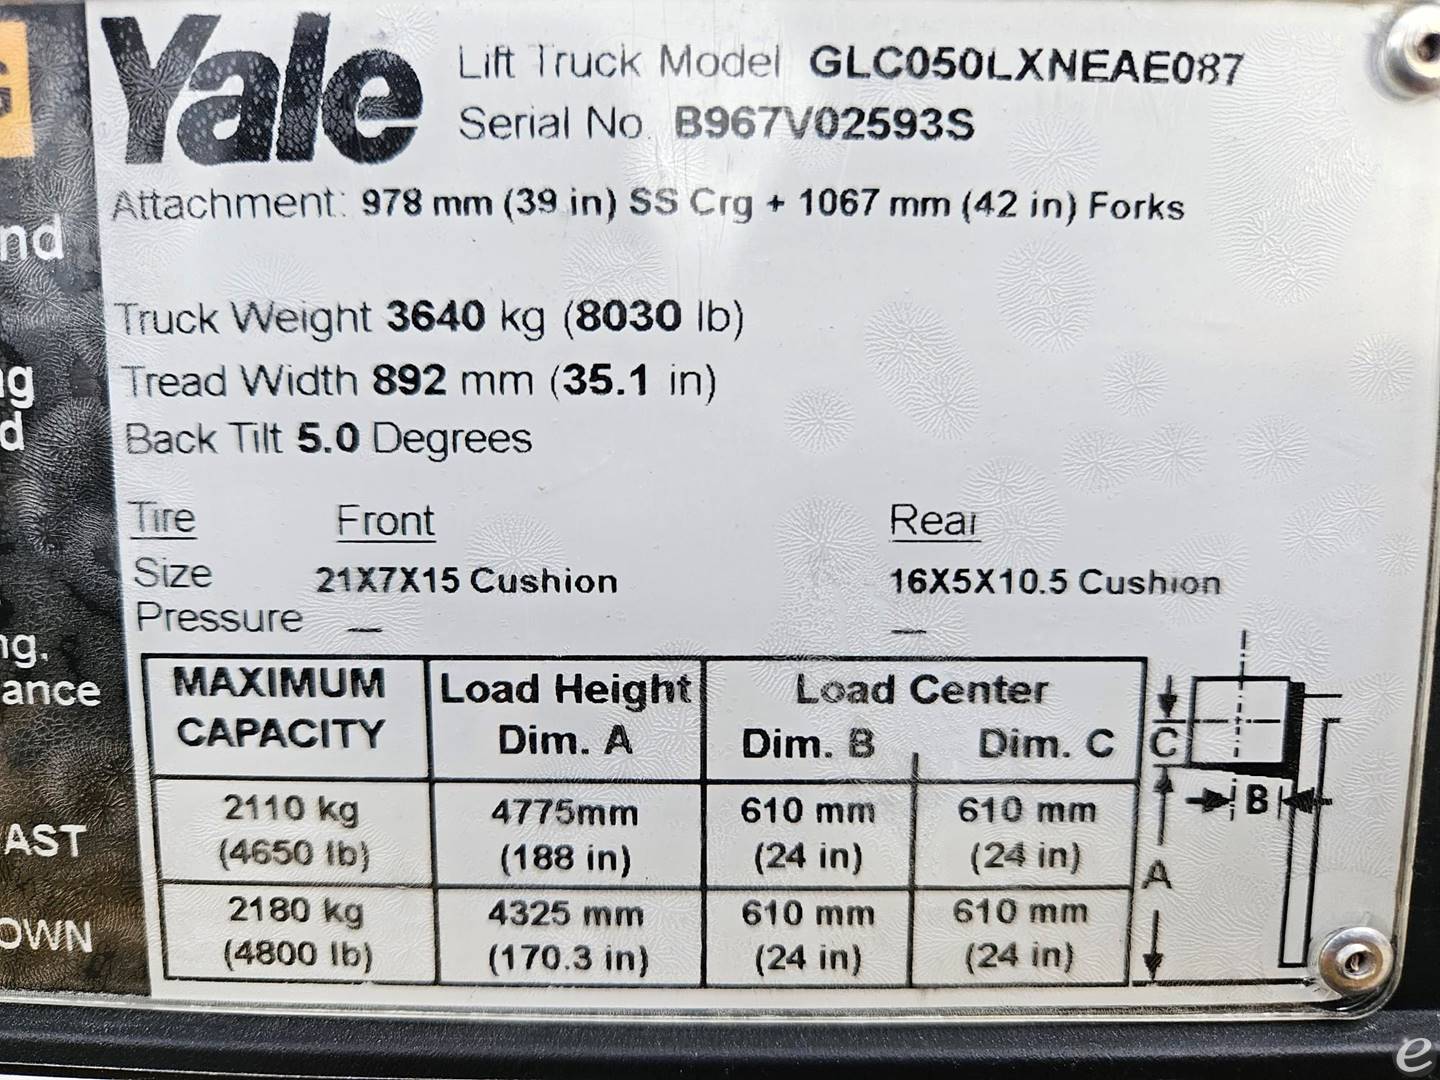 G
Yale
Lift Truck Model GLC050LXNEAE087
Serial No. B967V02593S
Attachment: 978 mm (39 in) SS Crg + 1067 mm (42 in) Forks
nd
Truck Weight 3640 kg (8030 lb)
Tread Width 892 mm (35.1 in)
Back Tilt 5.0 Degrees
ng
d
Tire Front Rear
Size 21X7X15 Cushion 16X5X10.5 Cushion
Pressure — —
ng.
ance
MAXIMUM CAPACITY
Load Height Dim. A
Load Center
Dim. B Dim. C
2110 kg 4775mm 610 mm 610 mm
(4650 lb) (188 in) (24 in) (24 in)
2180 kg 4325 mm 610 mm 610 mm
(4800 lb) (170.3 in) (24 in) (24 in)
C
B
A
AST
OWN
e